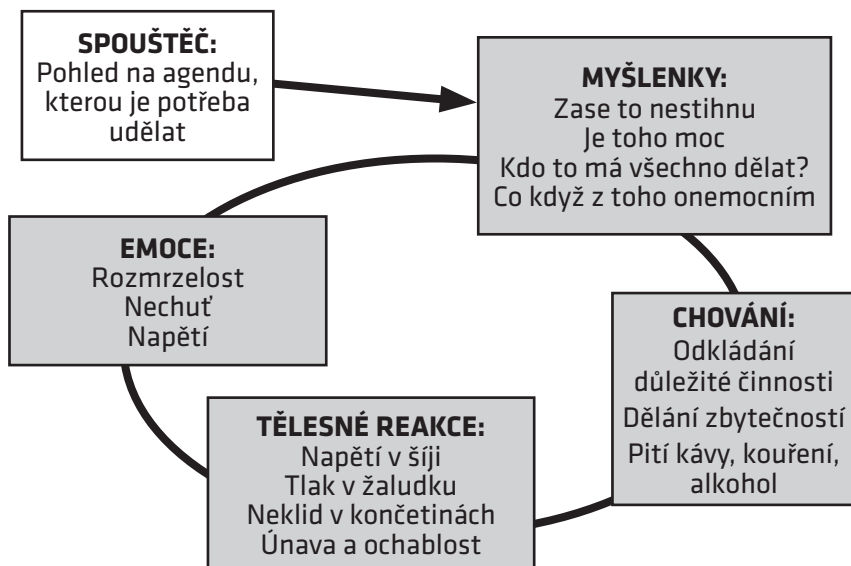 SPOUŠTĚČ:
Pohled na agendu,
kterou je potřeba
udělat
MYŠLENKY:
Zase to nestihnu
Je toho moc
Kdo to má všechno dělat?
Co když z toho onemocním
EMOCE:
Rozmrzelost
Nechuť
Napětí
CHOVÁNÍ:
Odkládání
důležité činnosti
Dělání zbytečností
Pití kávy, kouření,
alkohol
TĚLESNÉ REAKCE:
Napětí v šíji
Tlak v žaludku
Neklid v končetinách
Únava a ochablost